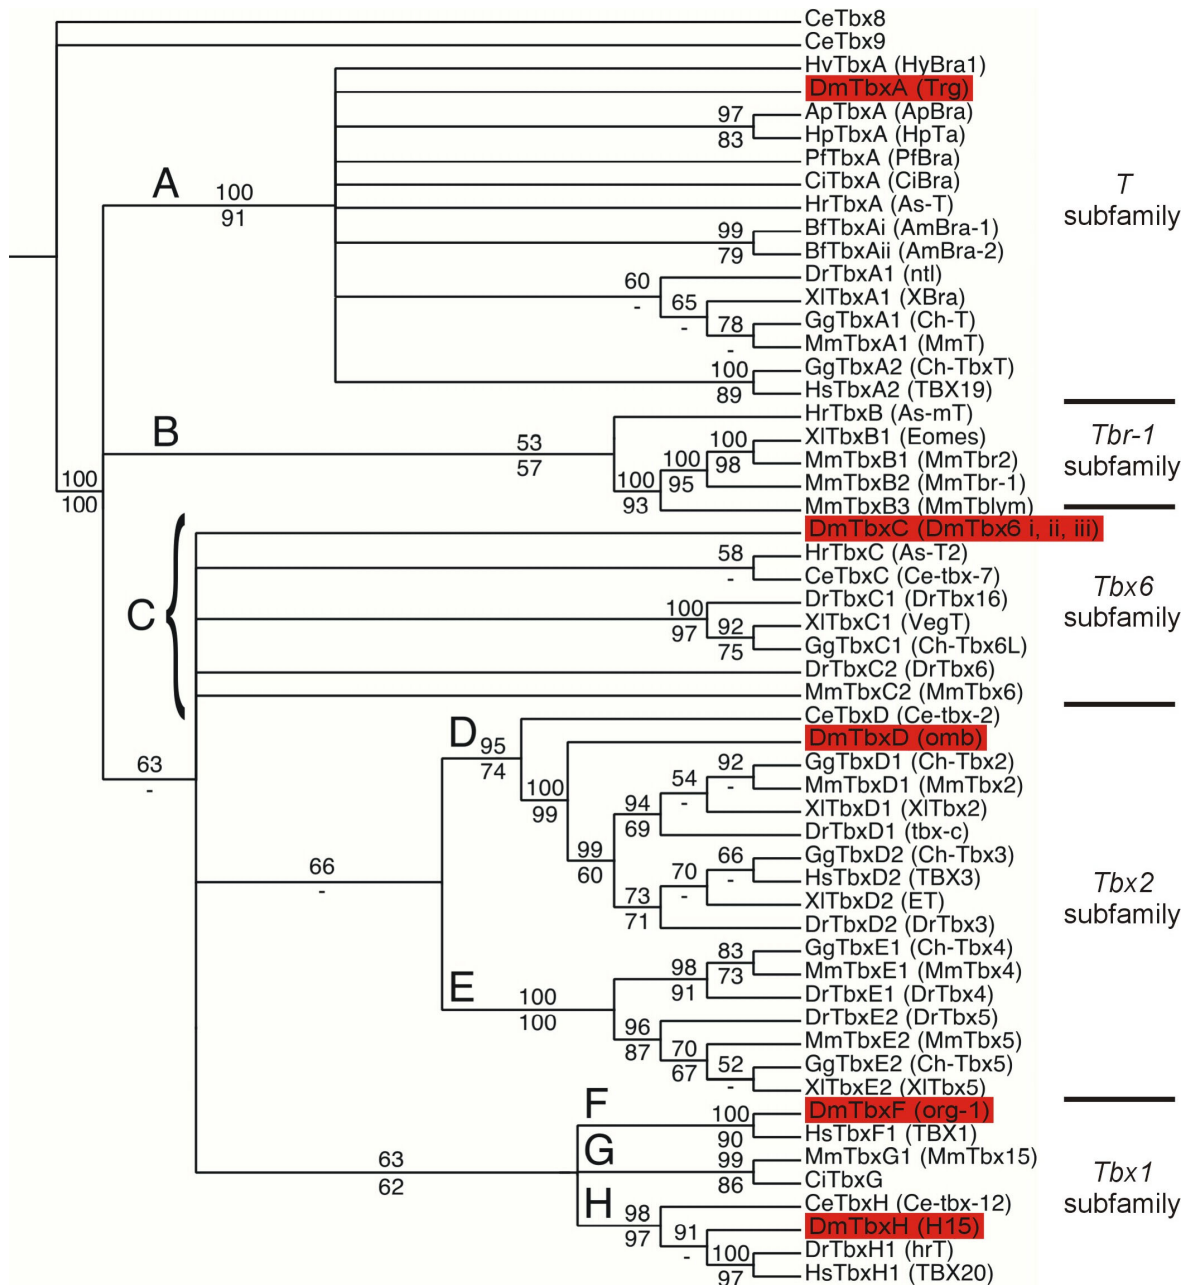 CeTbx8
CeTbx9
HvTbxA (HyBra1)
DmTbxA (Trg)
97
ApTbxA (ApBra)
83
HpTbxA (HpTa)
PfTbxA (PfBra)
A
100
91
CiTbxA (CiBra)
T
subfamily
HrTbxA (As-T)
99
BfTbxAi (AmBra-1)
79
BfTbxAii (AmBra-2)
60
-
DrTbxA1 (ntl)
65
-
XlTbxA1 (XBra)
78
-
GgTbxA1 (Ch-T)
MmTbxA1 (MmT)
100
89
GgTbxA2 (Ch-TbxT)
HsTbxA2 (TBX19)
HrTbxB (As-mT)
B
53
57
100
98
XlTbxB1 (Eomes)
Tbr-1
subfamily
100
95
MmTbxB1 (MmTbr2)
100
100
100
93
MmTbxB2 (MmTbr-1)
MmTbxB3 (MmTblym)
DmTbxC (DmTbx6 i, ii, iii)
58
-
HrTbxC (As-T2)
CeTbxC (Ce-tbx-7)
C
100
97
DrTbxC1 (DrTbx16)
Tbx6
subfamily
92
75
XlTbxC1 (VegT)
GgTbxC1 (Ch-Tbx6L)
DrTbxC2 (DrTbx6)
MmTbxC2 (MmTbx6)
CeTbxD (Ce-tbx-2)
D
95
74
DmTbxD (omb)
63
-
92
-
GgTbxD1 (Ch-Tbx2)
100
99
54
-
MmTbxD1 (MmTbx2)
94
69
XlTbxD1 (XlTbx2)
DrTbxD1 (tbx-c)
99
60
66
-
GgTbxD2 (Ch-Tbx3)
66
-
70
-
HsTbxD2 (TBX3)
Tbx2
subfamily
73
71
XlTbxD2 (ET)
DrTbxD2 (DrTbx3)
83
73
GgTbxE1 (Ch-Tbx4)
98
91
MmTbxE1 (MmTbx4)
E
100
100
DrTbxE1 (DrTbx4)
96
87
DrTbxE2 (DrTbx5)
70
67
MmTbxE2 (MmTbx5)
52
-
GgTbxE2 (Ch-Tbx5)
XlTbxE2 (XlTbx5)
F
100
90
DmTbxF (org-1)
HsTbxF1 (TBX1)
G
99
86
MmTbxG1 (MmTbx15)
63
62
CiTbxG
Tbx1
subfamily
H
98
97
CeTbxH (Ce-tbx-12)
91
-
DmTbxH (H15)
100
97
DrTbxH1 (hrT)
HsTbxH1 (TBX20)